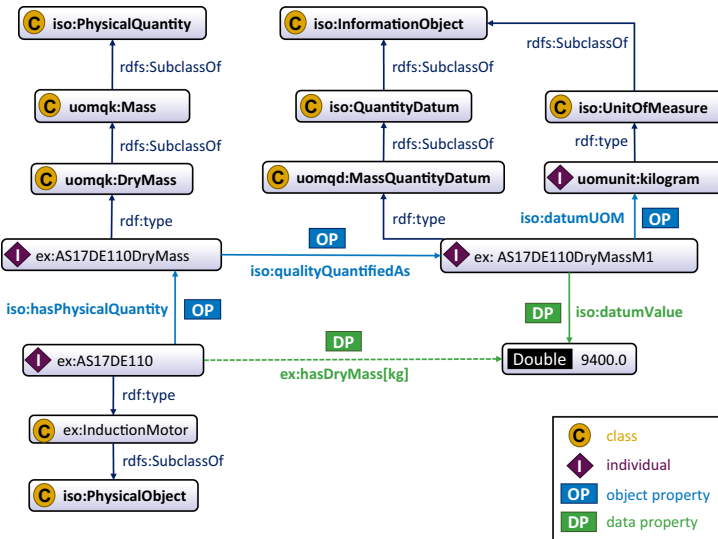 C iso:PhysicalQuantity
C iso:InformationObject
rdfs:SubclassOf
rdfs:SubclassOf
rdfs:SubclassOf
C uomqk:Mass
C iso:QuantityDatum
C iso:UnitOfMeasure
rdfs:SubclassOf
rdfs:SubclassOf
rdf:type
C uomqk:DryMass
C uomqd:MassQuantityDatum
I uomunit:kilogram
rdf:type
rdf:type
iso:datumUOM OP
OP
I ex:AS17DE110DryMass
I ex: AS17DE110DryMassM1
iso:qualityQuantifiedAs
iso:hasPhysicalQuantity OP
DP iso:datumValue
DP
I ex:AS17DE110
Double 9400.0
ex:hasDryMass[kg]
rdf:type
C ex:InductionMotor
C class
rdfs:SubclassOf
I individual
C iso:PhysicalObject
OP object property
DP data property